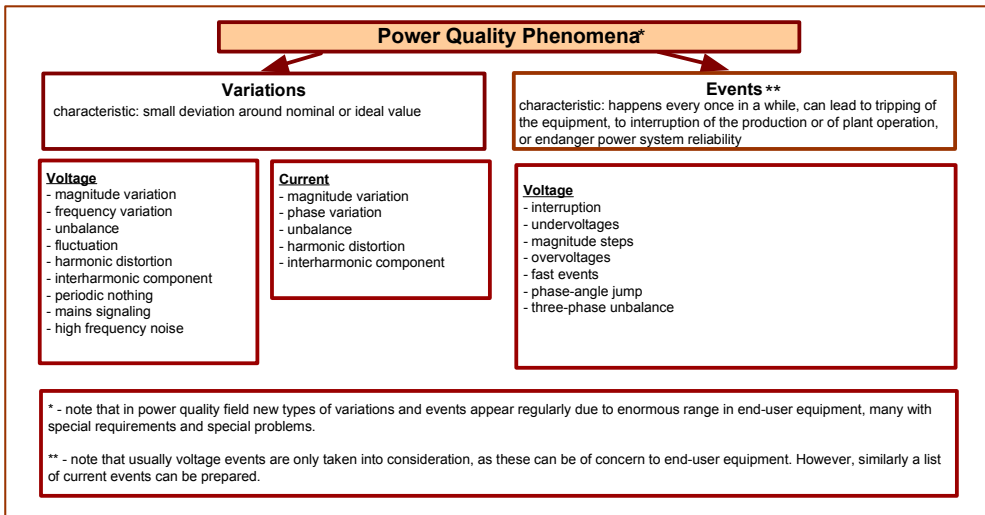 Power Quality Phenomena*
Variations
characteristic: small deviation around nominal or ideal value
Events **
characteristic: happens every once in a while, can lead to tripping of
the equipment, to interruption of the production or of plant operation,
or endanger power system reliability
Voltage
- magnitude variation
- frequency variation
- unbalance
- fluctuation
- harmonic distortion
- interharmonic component
- periodic nothing
- mains signaling
- high frequency noise
Current
- magnitude variation
- phase variation
- unbalance
- harmonic distortion
- interharmonic component
Voltage
- interruption
- undervoltages
- magnitude steps
- overvoltages
- fast events
- phase-angle jump
- three-phase unbalance
* - note that in power quality field new types of variations and events appear regularly due to enormous range in end-user equipment, many with
special requirements and special problems.
** - note that usually voltage events are only taken into consideration, as these can be of concern to end-user equipment. However, similarly a list
of current events can be prepared.